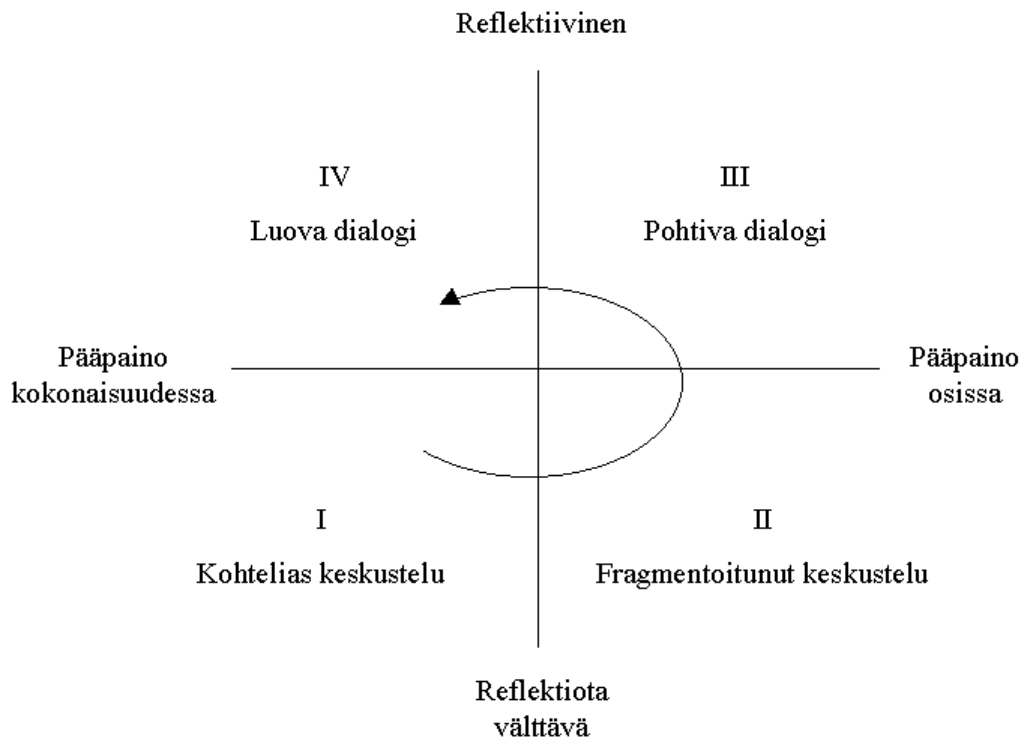 Reflektiivinen
IV
Luova dialogi
III
Pohtiva dialogi
Pääpaino
kokonaisuudessa
Pääpaino
osissa
I
Kohtelias keskustelu
II
Fragmentoitunut keskustelu
Reflektiota
välttävä